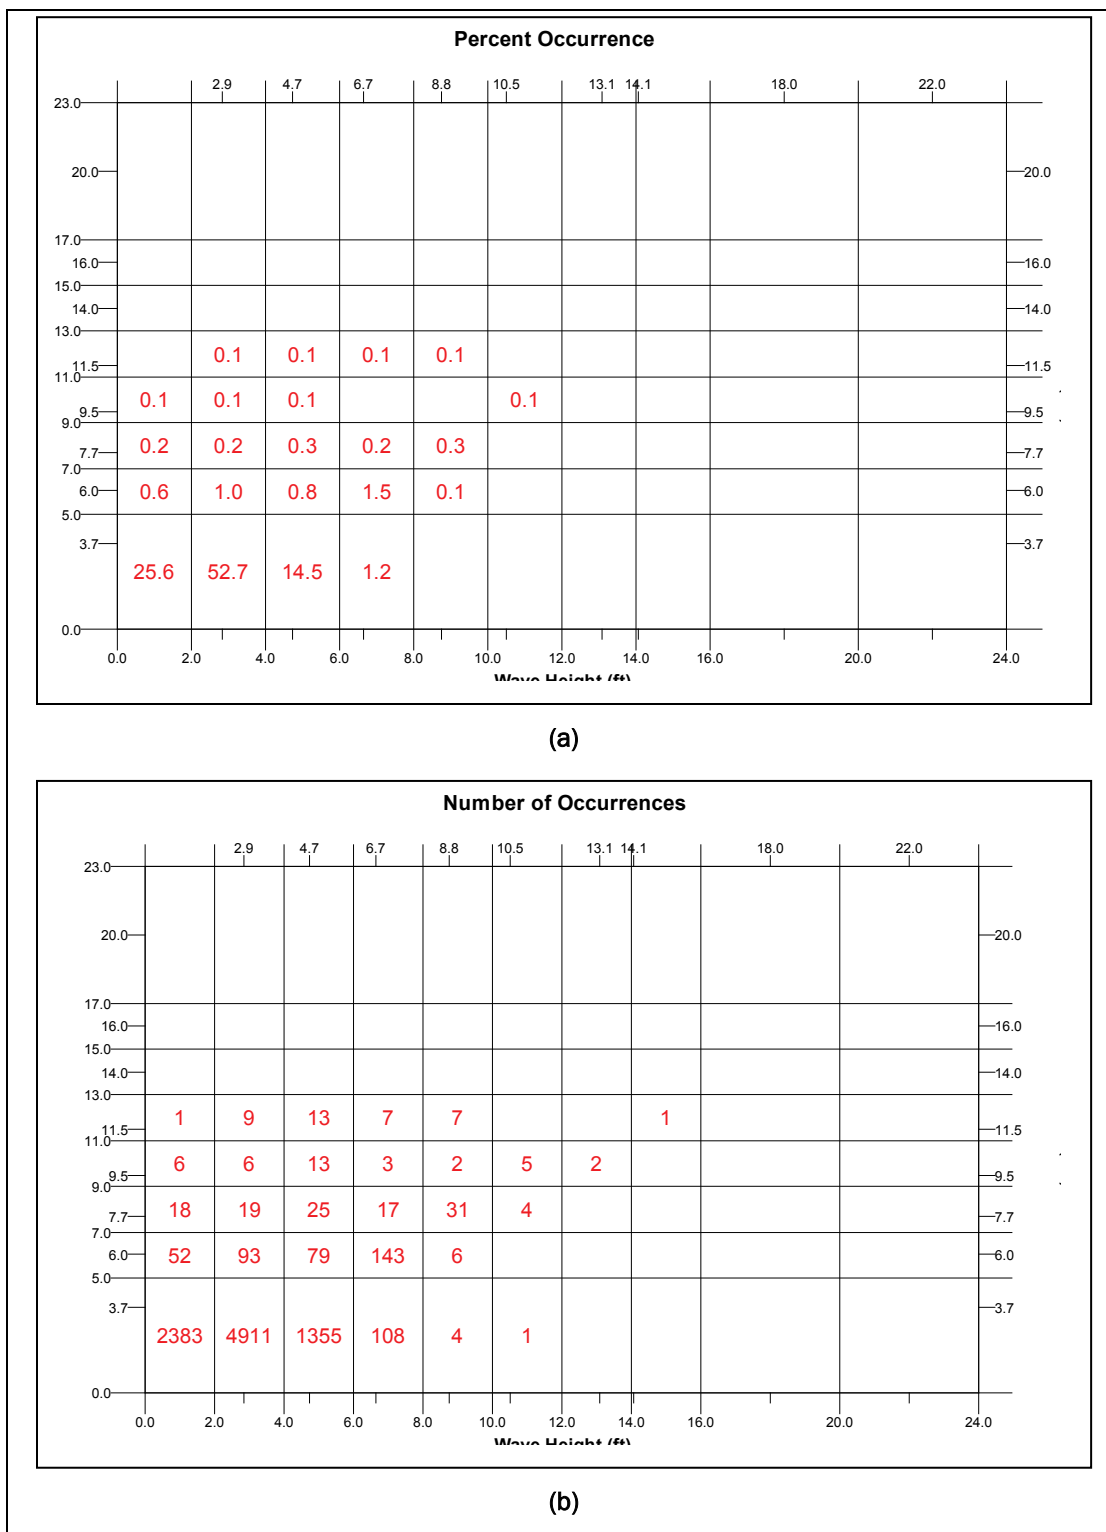 Percent Occurrence
2.9 4.7 6.7 8.8 10.5 13.1 14.1 18.0 22.0
23.0
20.0 20.0
17.0
16.0 16.0
15.0
14.0 14.0
13.0
0.1 0.1 0.1 0.1
11.5 11.5
11.0
0.1 0.1 0.1 0.1
9.5 9.5
9.0
0.2 0.2 0.3 0.2 0.3
7.7 7.7
7.0
6.0 0.6 1.0 0.8 1.5 0.1 6.0
5.0
3.7 3.7
25.6 52.7 14.5 1.2
0.0
0.0 2.0 4.0 6.0 8.0 10.0 12.0 14.0 16.0 20.0 24.0
Wave Height (ft)
(a)
Number of Occurrences
2.9 4.7 6.7 8.8 10.5 13.1 14.1 18.0 22.0
23.0
20.0 20.0
17.0
16.0 16.0
15.0
14.0 14.0
13.0
1 9 13 7 7 1
11.5 11.5
11.0
6 6 13 3 2 5 2
9.5 9.5
9.0
18 19 25 17 31 4
7.7 7.7
7.0
6.0 52 93 79 143 6 6.0
5.0
3.7 3.7
2383 4911 1355 108 4 1
0.0
0.0 2.0 4.0 6.0 8.0 10.0 12.0 14.0 16.0 20.0 24.0
Wave Height (ft)
(b)